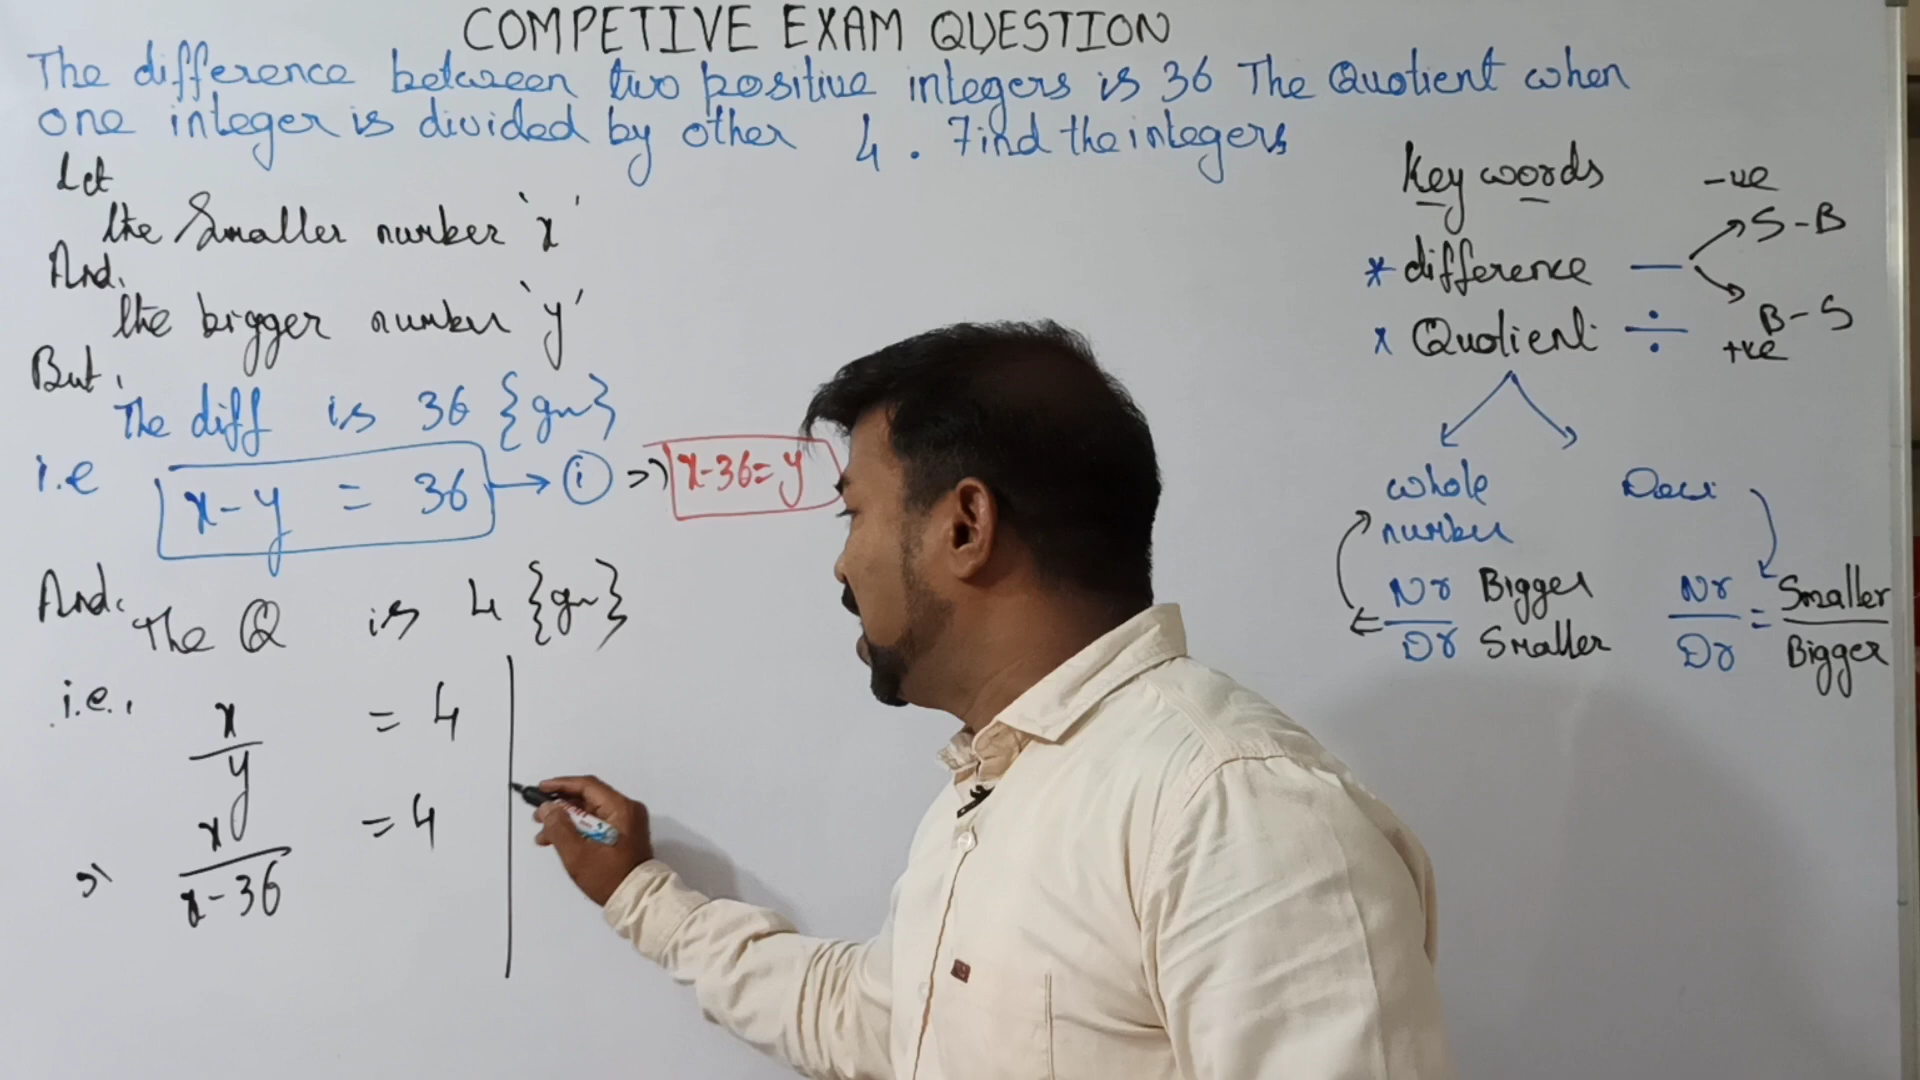 COMPETIVE EXAM QUESTION
The difference between two positive integers is 36 The Quotient when
one integer is divided by other 4. Find the integers
Let
the Smaller number 'x'
And,
the bigger number 'y'
But,
The diff is 36 {gn}
i.e x-y = 36 → (i) => x-36=y
And, The Q is 4 {gn}
i.e., x/y = 4
=> x/x-36 = 4
Key words
-ve
S-B
* difference —
B-S
+ve
x Quotient ÷
whole number
Nr Bigger
Dr Smaller
Deci
Nr/Dr = Smaller/Bigger